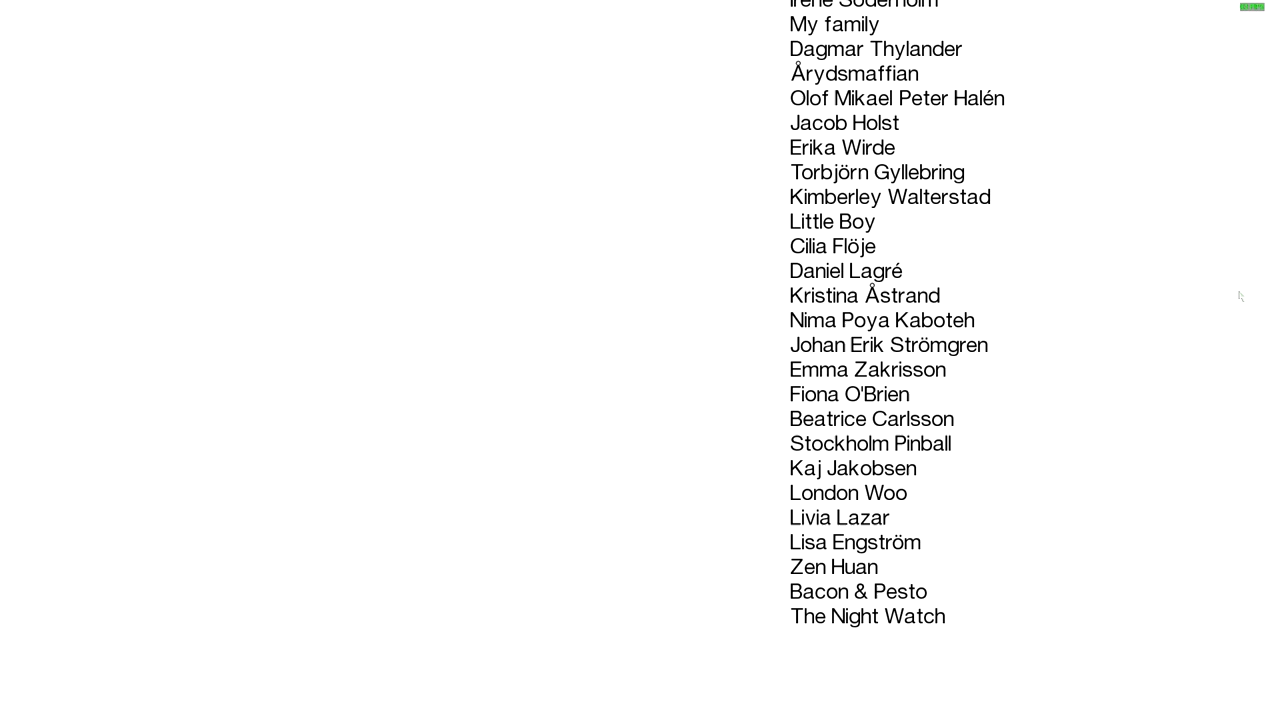 Irene Söderholm
My family
Dagmar Thylander
Årydsmaffian
Olof Mikael Peter Halén
Jacob Holst
Erika Wirde
Torbjörn Gyllebring
Kimberley Walterstad
Little Boy
Cilia Flöje
Daniel Lagré
Kristina Åstrand
Nima Poya Kaboteh
Johan Erik Strömgren
Emma Zakrisson
Fiona O'Brien
Beatrice Carlsson
Stockholm Pinball
Kaj Jakobsen
London Woo
Livia Lazar
Lisa Engström
Zen Huan
Bacon & Pesto
The Night Watch